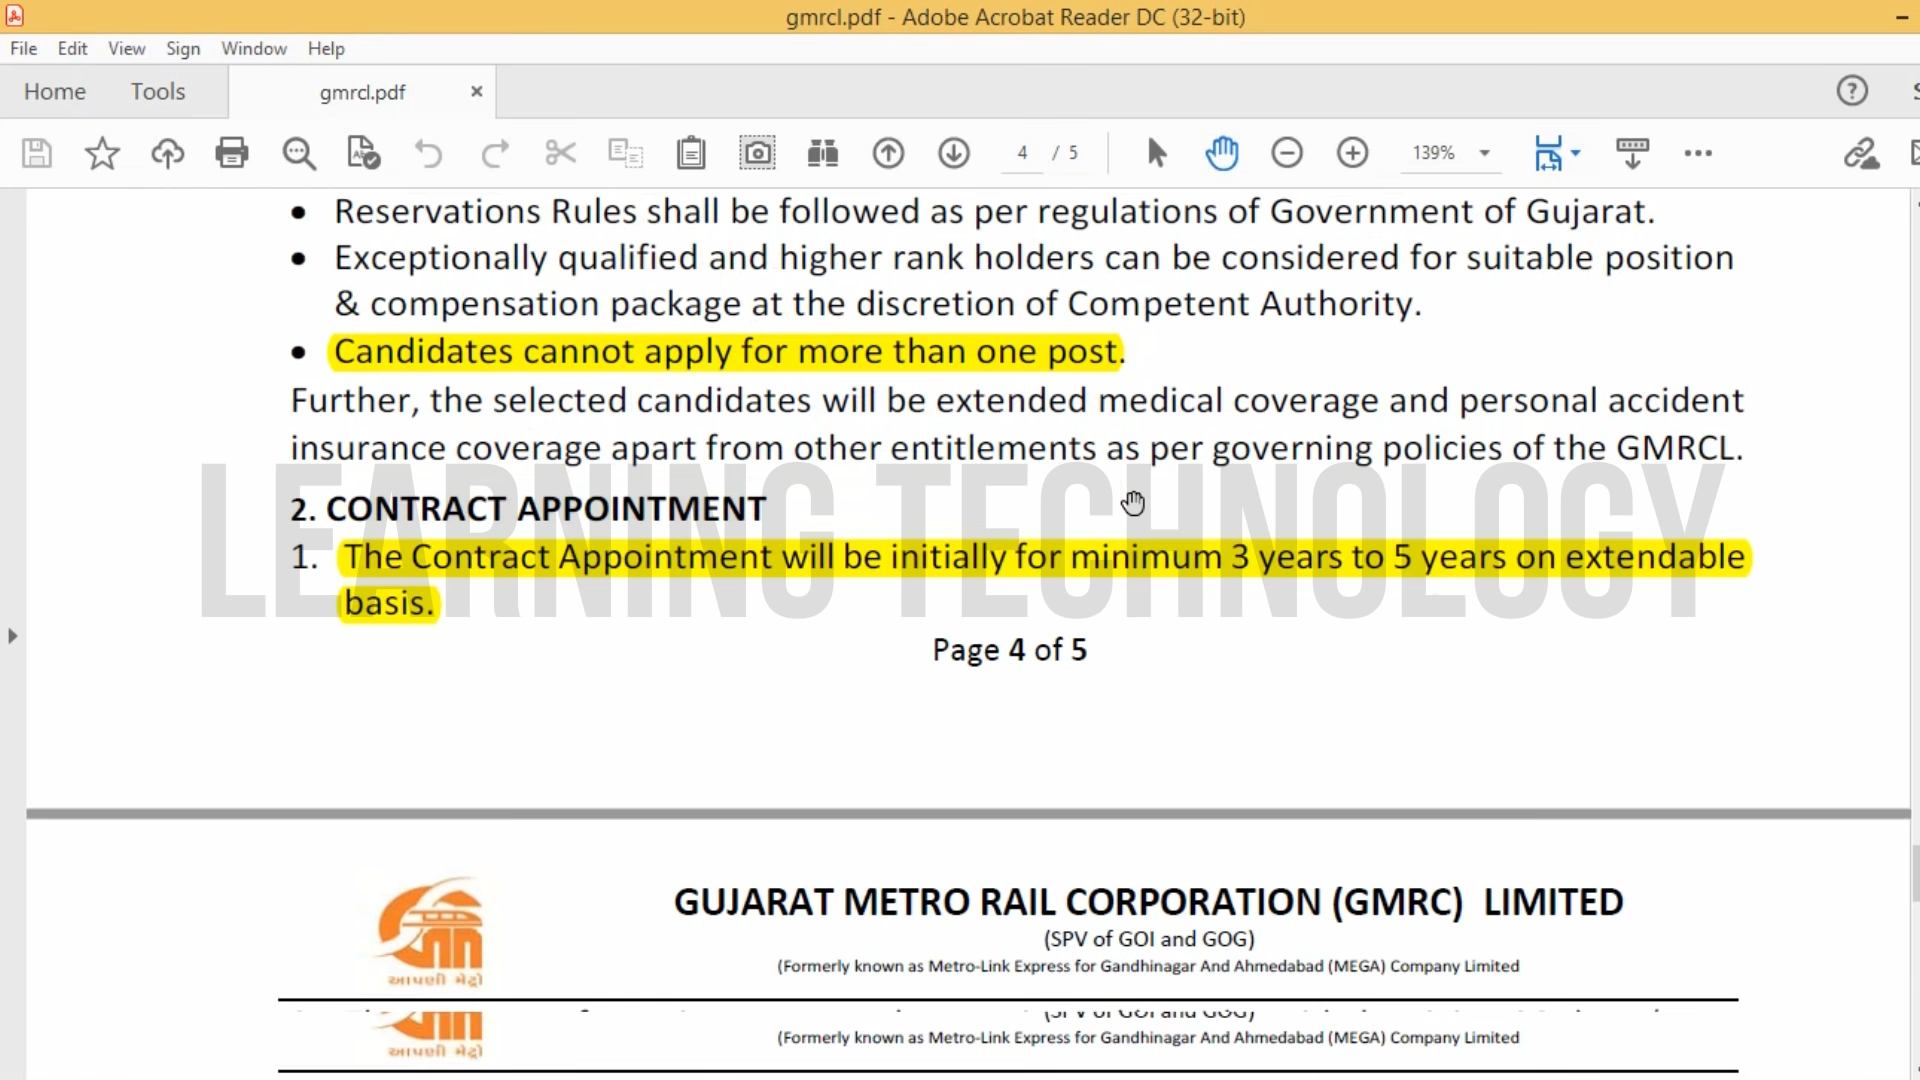 gmrcl.pdf - Adobe Acrobat Reader DC (32-bit)
File Edit View Sign Window Help
Home Tools gmrcl.pdf
4 / 5 139%
Reservations Rules shall be followed as per regulations of Government of Gujarat.
Exceptionally qualified and higher rank holders can be considered for suitable position
& compensation package at the discretion of Competent Authority.
Candidates cannot apply for more than one post.
Further, the selected candidates will be extended medical coverage and personal accident
insurance coverage apart from other entitlements as per governing policies of the GMRCL.
LEARNING TECHNOLOGY
2. CONTRACT APPOINTMENT
1. The Contract Appointment will be initially for minimum 3 years to 5 years on extendable
basis.
Page 4 of 5
GUJARAT METRO RAIL CORPORATION (GMRC) LIMITED
(SPV of GOI and GOG)
(Formerly known as Metro-Link Express for Gandhinagar And Ahmedabad (MEGA) Company Limited
આપણી મેટ્રો
(SPV of GOI and GOG)
(Formerly known as Metro-Link Express for Gandhinagar And Ahmedabad (MEGA) Company Limited
આપણી મેટ્રો